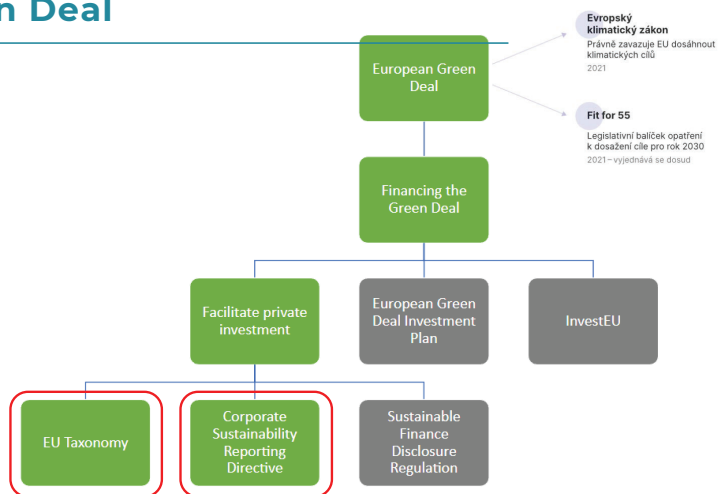 n Deal
Evropský
klimatický zákon
Právně zavazuje EU dosáhnout
klimatických cílů
2021
European Green
Deal
Fit for 55
Legislativní balíček opatření
k dosažení cíle pro rok 2030
2021 – vyjednává se dosud
Financing the
Green Deal
Facilitate private
investment
European Green
Deal Investment
Plan
InvestEU
EU Taxonomy
Corporate
Sustainability
Reporting
Directive
Sustainable
Finance
Disclosure
Regulation